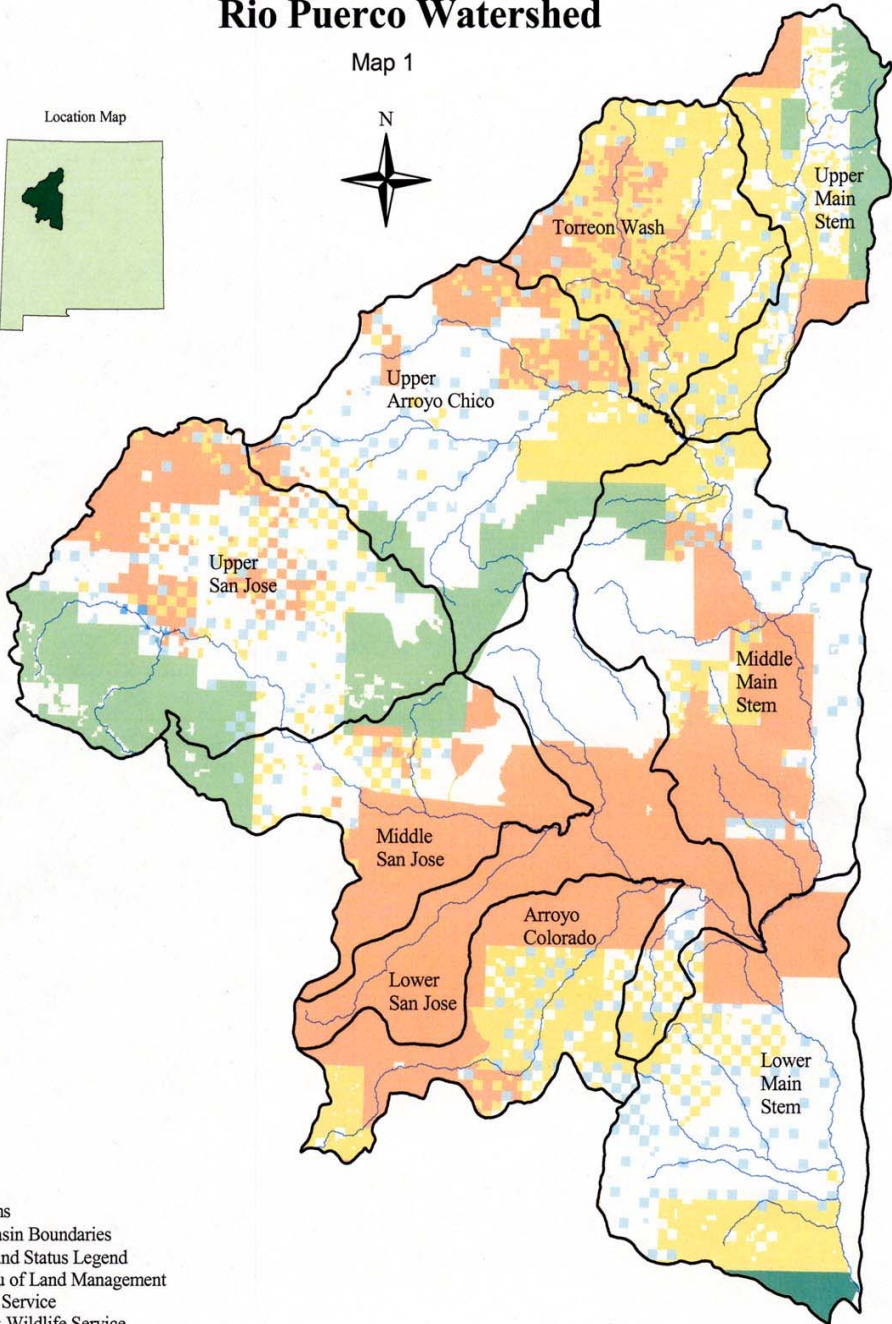 Rio Puerco Watershed
Map 1
Location Map
N
Upper
Main
Stem
Torreon Wash
Upper
Arroyo Chico
Upper
San Jose
Middle
Main
Stem
Middle
San Jose
Arroyo
Colorado
Lower
San Jose
Lower
Main
Stem
Boundaries
Status Legend
of Land Management
Service
Wildlife Service